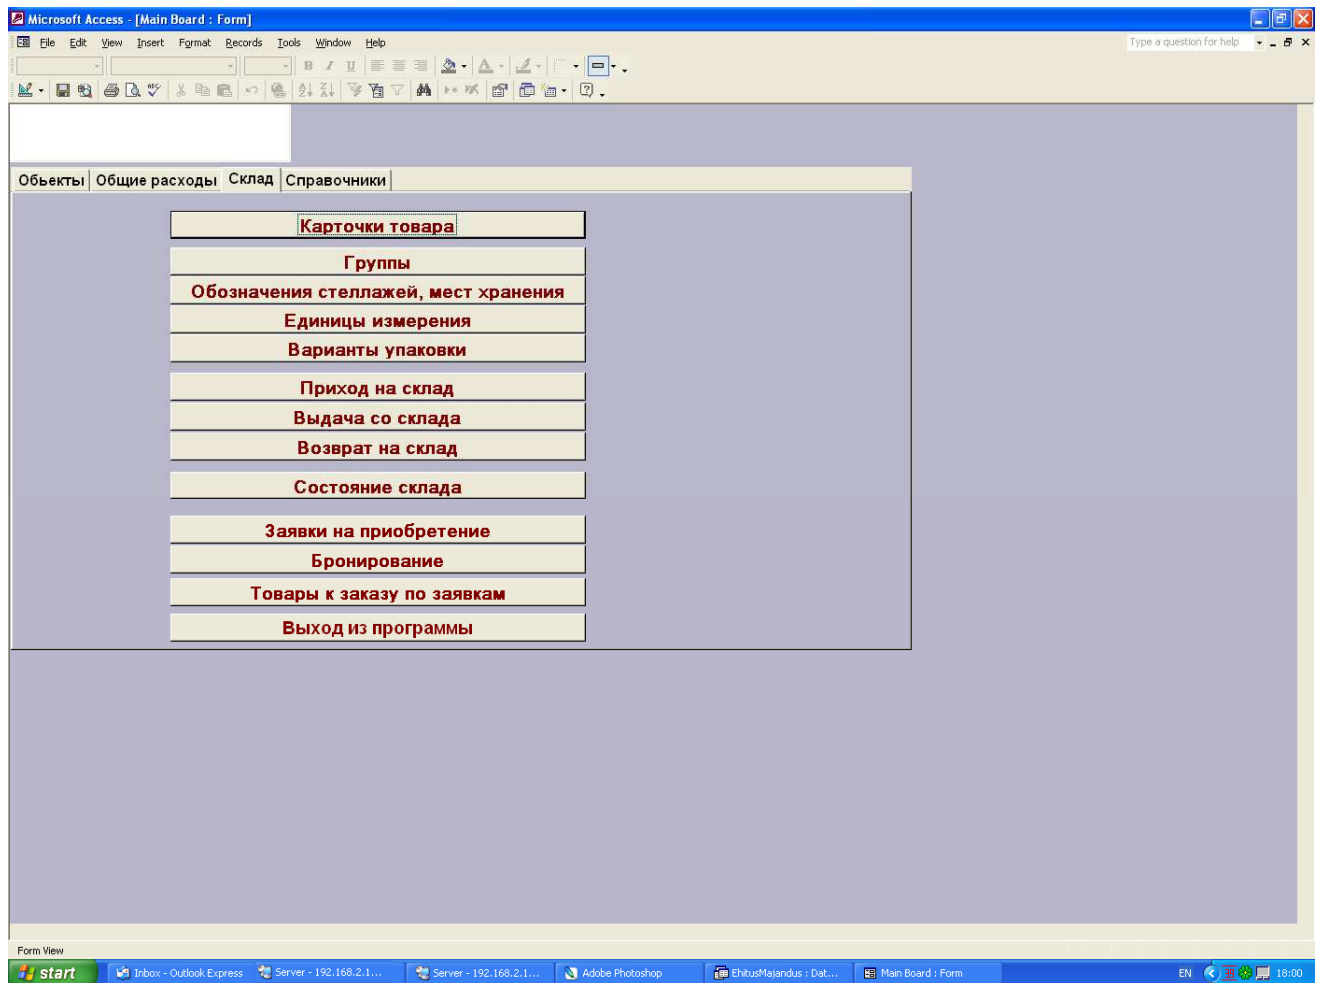 Microsoft Access - [Main Board : Form]
File Edit View Insert Format Records Tools Window Help Type a question for help
Обьекты Общие расходы Склад Справочники
Карточки товара
Группы
Обозначения стеллажей, мест хранения
Единицы измерения
Варианты упаковки
Приход на склад
Выдача со склада
Возврат на склад
Состояние склада
Заявки на приобретение
Бронирование
Товары к заказу по заявкам
Выход из программы
Form View
start Inbox - Outlook Express Server - 192.168.2.1... Server - 192.168.2.1... Adobe Photoshop EhitusMajandus : Dat... Main Board : Form EN 18:00